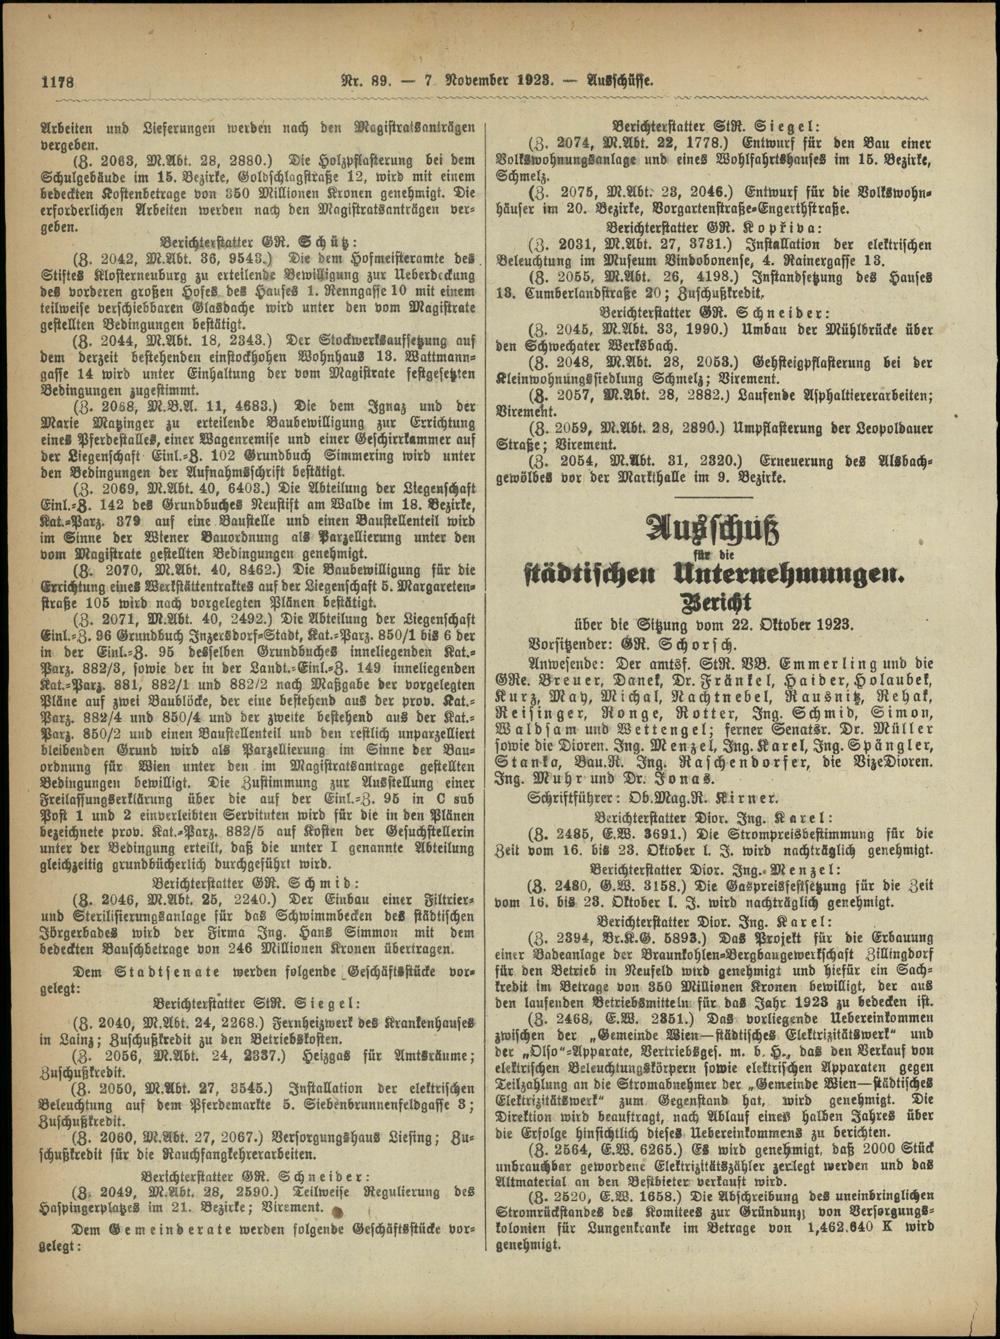 1178
Nr. 89. — 7. November 1923. — Ausschüsse.
Arbeiten und Lieferungen werden nach den Magistratsanträgen
vergeben.
(Z. 2063, M.Abt. 28, 2880.) Die Holzpflasterung bei dem
Schulgebäude im 15. Bezirke, Goldschlagstraße 12, wird mit einem
bedeckten Kostenbetrage von 350 Millionen Kronen genehmigt. Die
erforderlichen Arbeiten werden nach den Magistratsanträgen ver-
geben.
Berichterstatter GR. Schütz:
(Z. 2042, M.Abt. 36, 9543.) Die dem Hofmeisteramte des
Stiftes Klosterneuburg zu erteilende Bewilligung zur Ueberdeckung
des vorderen großen Hofes des Hauses 1. Renngasse 10 mit einem
teilweise verschiebbaren Glasdache wird unter den vom Magistrate
gestellten Bedingungen bestätigt.
(Z. 2044, M.Abt. 18, 2343.) Der Stockwerksaufsetzung auf
dem derzeit bestehenden einstockhohen Wohnhaus 13. Wattmann-
gasse 14 wird unter Einhaltung der vom Magistrate festgesetzten
Bedingungen zugestimmt.
(Z. 2068, M.B.A. 11, 4683.) Die dem Ignaz und der
Marie Matzinger zu erteilende Baubewilligung zur Errichtung
eines Pferdestalles, einer Wagenremise und einer Geschirrkammer auf
der Liegenschaft Einl.-Z. 102 Grundbuch Simmering wird unter
den Bedingungen der Aufnahmsschrift bestätigt.
(Z. 2069, M.Abt. 40, 6403.) Die Abteilung der Liegenschaft
Einl.-Z. 142 des Grundbuches Neustift am Walde im 18. Bezirke,
Kat.-Parz. 379 auf eine Baustelle und einen Baustellenteil wird
im Sinne der Wiener Bauordnung als Parzellierung unter den
vom Magistrate gestellten Bedingungen genehmigt.
(Z. 2070, M.Abt. 40, 8462.) Die Baubewilligung für die
Errichtung eines Werkstättentraktes auf der Liegenschaft 5. Margareten-
straße 105 wird nach vorgelegten Plänen bestätigt.
(Z. 2071, M.Abt. 40, 2492.) Die Abteilung der Liegenschaft
Einl.-Z. 96 Grundbuch Inzersdorf-Stadt, Kat.-Parz. 850/1 bis 6 der
in der Einl.-Z. 95 desselben Grundbuches inneliegenden Kat.-
Parz. 882/3, sowie der in der Landt.-Einl.-Z. 149 inneliegenden
Kat.-Parz. 881, 882/1 und 882/2 nach Maßgabe der vorgelegten
Pläne auf zwei Baublöcke, der eine bestehend aus der prov. Kat.-
Parz. 882/4 und 850/4 und der zweite bestehend aus der Kat.-
Parz. 850/2 und einen Baustellenteil und den restlich unparzelliert
bleibenden Grund wird als Parzellierung im Sinne der Bau-
ordnung für Wien unter den im Magistratsantrage gestellten
Bedingungen bewilligt. Die Zustimmung zur Ausstellung einer
Freilassungserklärung über die auf der Einl.-Z. 95 in C sub
Post 1 und 2 einverleibten Servituten wird für die in den Plänen
bezeichnete prov. Kat.-Parz. 882/5 auf Kosten der Gesuchstellerin
unter der Bedingung erteilt, daß die unter I genannte Abteilung
gleichzeitig grundbücherlich durchgeführt wird.
Berichterstatter GR. Schmid:
(Z. 2046, M.Abt. 25, 2240.) Der Einbau einer Filtrier-
und Sterilisierungsanlage für das Schwimmbecken des städtischen
Jörgerbades wird der Firma Ing. Hans Simmon mit dem
bedeckten Bauschbetrage von 246 Millionen Kronen übertragen.
Dem Stadtsenate werden folgende Geschäftsstücke vor-
gelegt:
Berichterstatter StR. Siegel:
(Z. 2040, M.Abt. 24, 2268.) Fernheizwerk des Krankenhauses
in Lainz; Zuschußkredit zu den Betriebskosten.
(Z. 2056, M.Abt. 24, 2337.) Heizgas für Amtsräume;
Zuschußkredit.
(Z. 2050, M.Abt. 27, 3545.) Installation der elektrischen
Beleuchtung auf dem Pferdemarkte 5. Siebenbrunnenfeldgasse 3;
Zuschußkredit.
(Z. 2060, M.Abt. 27, 2067.) Versorgungshaus Liesing; Zu-
schußkredit für die Rauchfangkehrerarbeiten.
Berichterstatter GR. Schneider:
(Z. 2049, M.Abt. 28, 2590.) Teilweise Regulierung des
Haspingerplatzes im 21. Bezirke; Virement.
Dem Gemeinderate werden folgende Geschäftsstücke vor-
gelegt:
Berichterstatter StR. Siegel:
(Z. 2074, M.Abt. 22, 1778.) Entwurf für den Bau einer
Volkswohnungsanlage und eines Wohlfahrtshauses im 15. Bezirke,
Schmelz.
(Z. 2075, M.Abt. 23, 2046.) Entwurf für die Volkswohn-
häuser im 20. Bezirke, Vorgartenstraße-Engerthstraße.
Berichterstatter GR. Kopřiva:
(Z. 2031, M.Abt. 27, 3731.) Installation der elektrischen
Beleuchtung im Museum Vindobonense, 4. Rainergasse 13.
(Z. 2055, M.Abt. 26, 4198.) Instandsetzung des Hauses
13. Cumberlandstraße 20; Zuschußkredit.
Berichterstatter GR. Schneider:
(Z. 2045, M.Abt. 33, 1990.) Umbau der Mühlbrücke über
den Schwechater Werksbach.
(Z. 2048, M.Abt. 28, 2053.) Gehsteigpflasterung bei der
Kleinwohnungssiedlung Schmelz; Virement.
(Z. 2057, M.Abt. 28, 2882.) Laufende Asphaltiererarbeiten;
Virement.
(Z. 2059, M.Abt. 28, 2890.) Umpflasterung der Leopoldauer
Straße; Virement.
(Z. 2054, M.Abt. 31, 2320.) Erneuerung des Alsbach-
gewölbes vor der Markthalle im 9. Bezirke.
Ausschuß
für die
städtischen Unternehmungen.
Bericht
über die Sitzung vom 22. Oktober 1923.
Vorsitzender: GR. Schorsch.
Anwesende: Der amtsf. StR. VB. Emmerling und die
GRe. Breuer, Danek, Dr. Fränkel, Haider, Holaubek,
Kurz, May, Michal, Nachtnebel, Rausnitz, Rehak,
Reisinger, Ronge, Rotter, Ing. Schmid, Simon,
Waldsam und Wettengel; ferner Senatsr. Dr. Müller
sowie die Dioren. Ing. Menzel, Ing. Karel, Ing. Spängler,
Stanka, Bau.R. Ing. Raschendorfer, die VizeDioren.
Ing. Muhr und Dr. Jonas.
Schriftführer: Ob.Mag.R. Kirner.
Berichterstatter Dior. Ing. Karel:
(Z. 2485, E.W. 3691.) Die Strompreisbestimmung für die
Zeit vom 16. bis 23. Oktober l. J. wird nachträglich genehmigt.
Berichterstatter Dior. Ing. Menzel:
(Z. 2480, G.W. 3158.) Die Gaspreisfestsetzung für die Zeit
vom 16. bis 23. Oktober l. J. wird nachträglich genehmigt.
Berichterstatter Dior. Ing. Karel:
(Z. 2394, Br.K.G. 5893.) Das Projekt für die Erbauung
einer Badeanlage der Braunkohlen-Bergbaugewerkschaft Zillingdorf
für den Betrieb in Neufeld wird genehmigt und hiefür ein Sach-
kredit im Betrage von 350 Millionen Kronen bewilligt, der aus
den laufenden Betriebsmitteln für das Jahr 1923 zu bedecken ist.
(Z. 2468, E.W. 2351.) Das vorliegende Uebereinkommen
zwischen der „Gemeinde Wien—städtisches Elektrizitätswerk" und
der „Olso"-Apparate, Vertriebsges. m. b. H., das den Verkauf von
elektrischen Beleuchtungskörpern sowie elektrischen Apparaten gegen
Teilzahlung an die Stromabnehmer der „Gemeinde Wien—städtisches
Elektrizitätswerk" zum Gegenstand hat, wird genehmigt. Die
Direktion wird beauftragt, nach Ablauf eines halben Jahres über
die Erfolge hinsichtlich dieses Uebereinkommens zu berichten.
(Z. 2564, E.W. 6265.) Es wird genehmigt, daß 2000 Stück
unbrauchbar gewordene Elektrizitätszähler zerlegt werden und das
Altmaterial an den Bestbieter verkauft wird.
(Z. 2520, E.W. 1658.) Die Abschreibung des uneinbringlichen
Stromrückstandes des Komitees zur Gründung von Versorgungs-
kolonien für Lungenkranke im Betrage von 1,462.640 K wird
genehmigt.